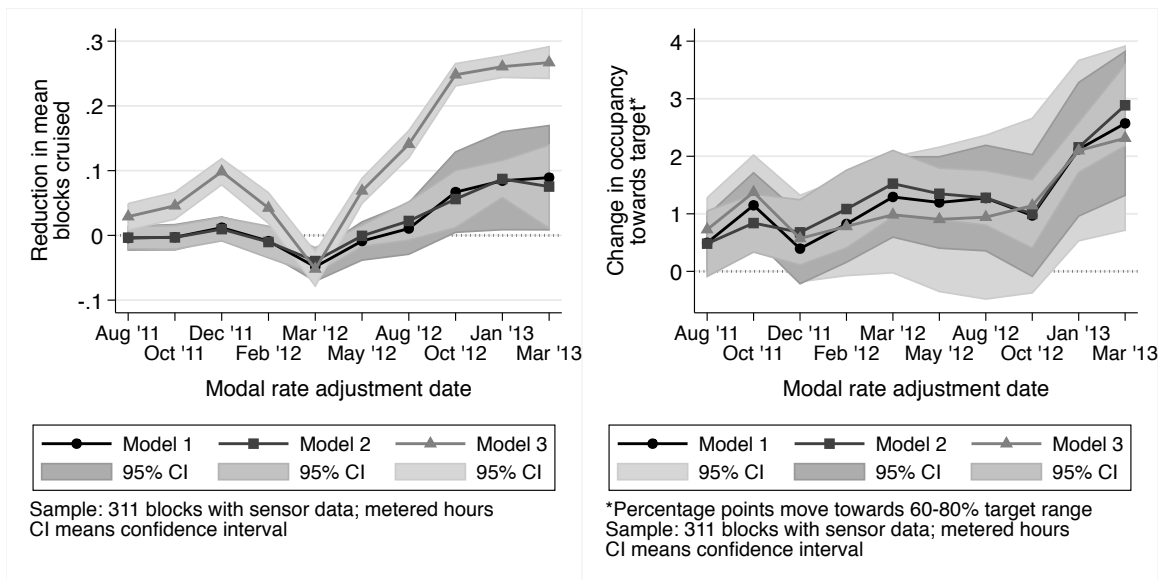 Reduction in mean
blocks cruised
.3
.2
.1
0
-.1
Aug '11
Oct '11
Dec '11
Feb '12
Mar '12
May '12
Aug '12
Oct '12
Jan '13
Mar '13
Modal rate adjustment date
Model 1
Model 2
Model 3
95% CI
95% CI
95% CI
Sample: 311 blocks with sensor data; metered hours
CI means confidence interval
Change in occupancy
towards target*
4
3
2
1
0
Aug '11
Oct '11
Dec '11
Feb '12
Mar '12
May '12
Aug '12
Oct '12
Jan '13
Mar '13
Modal rate adjustment date
Model 1
Model 2
Model 3
95% CI
95% CI
95% CI
*Percentage points move towards 60-80% target range
Sample: 311 blocks with sensor data; metered hours
CI means confidence interval